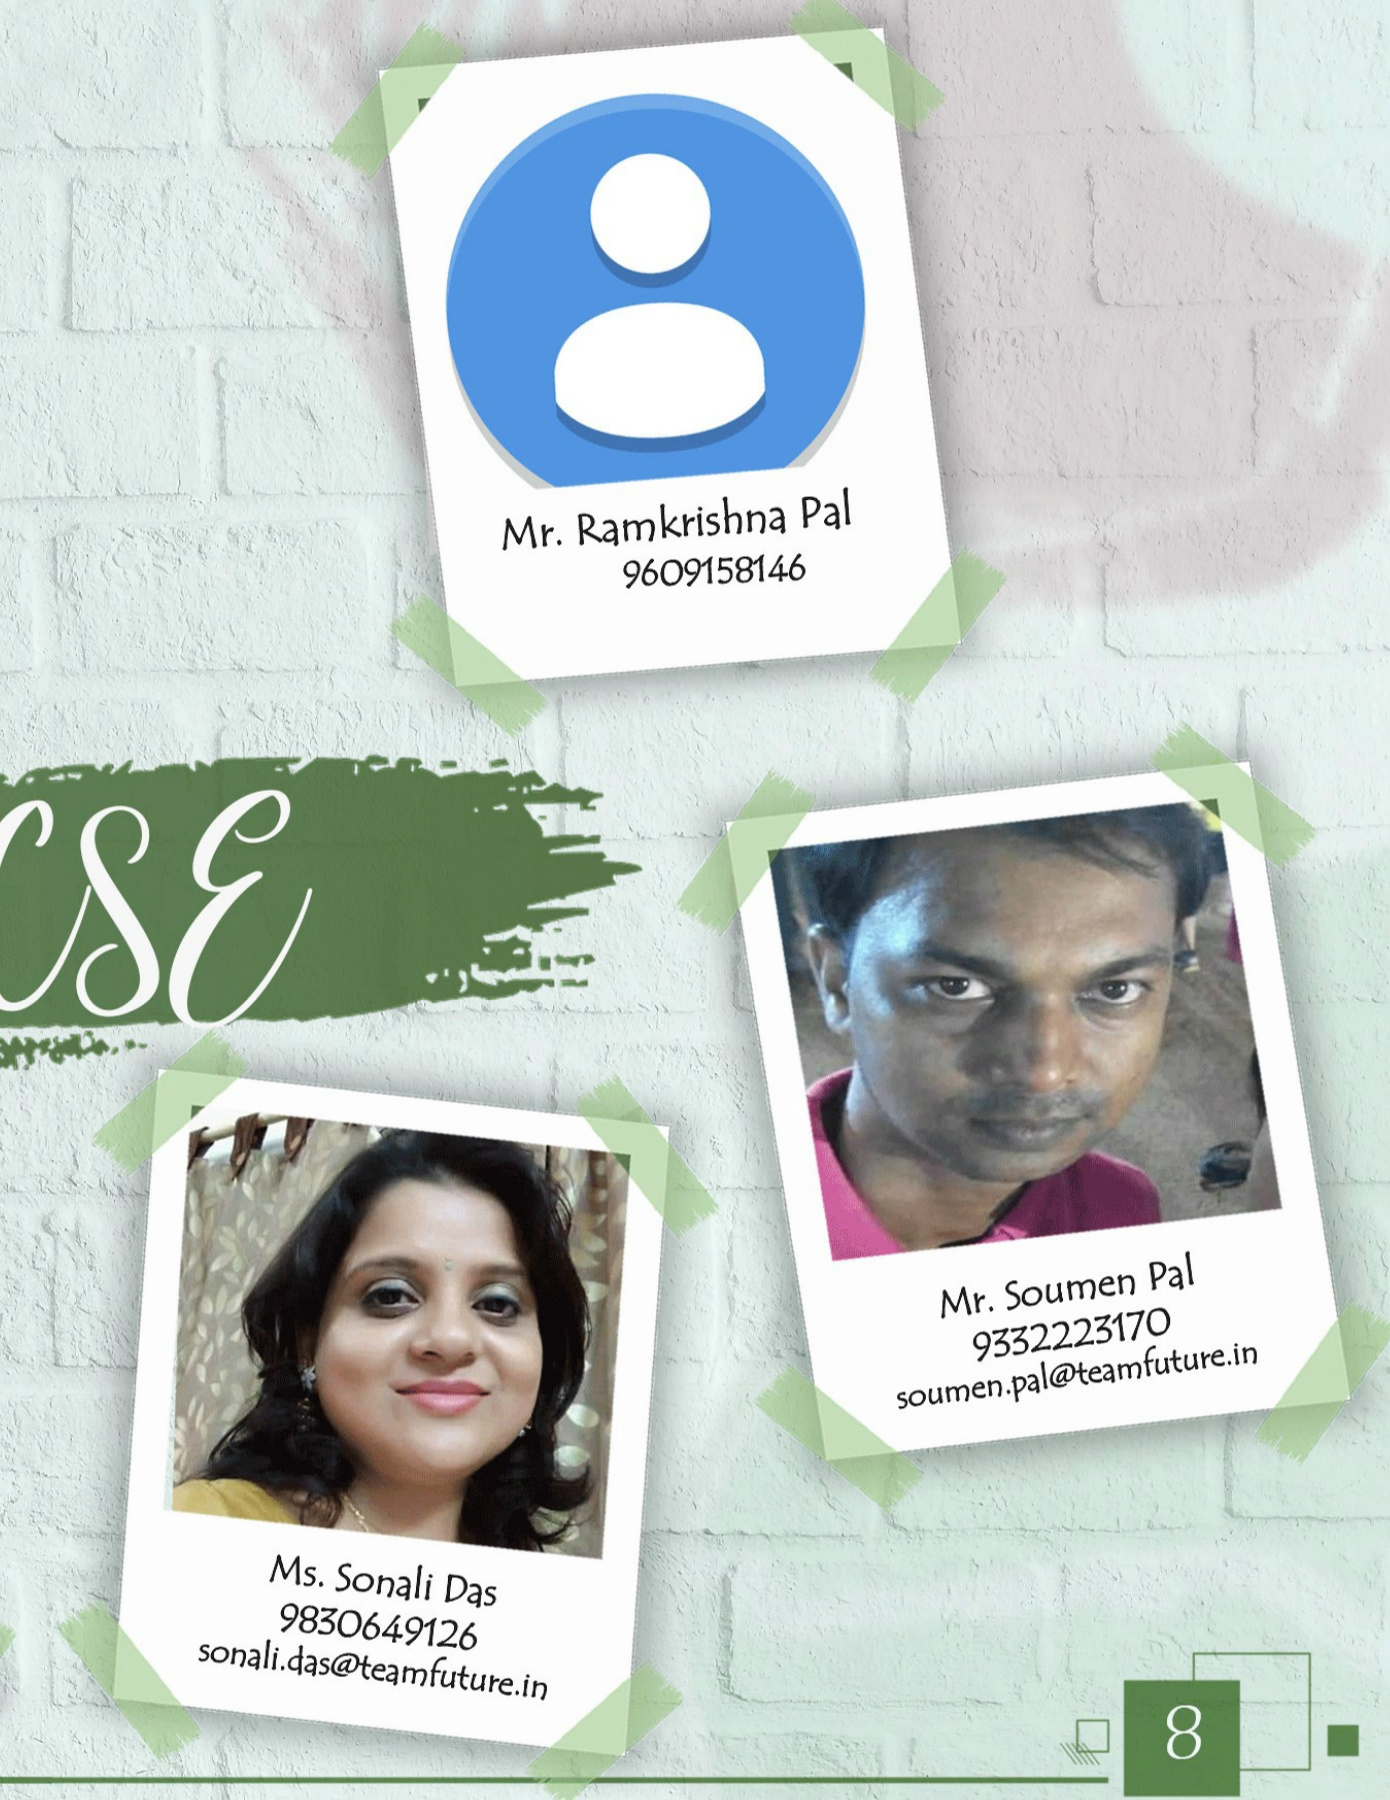 Mr. Ramkrishna Pal
9609158146
CSE
Mr. Soumen Pal
9332223170
soumen.pal@teamfuture.in
Ms. Sonali Das
9830649126
sonali.das@teamfuture.in
8